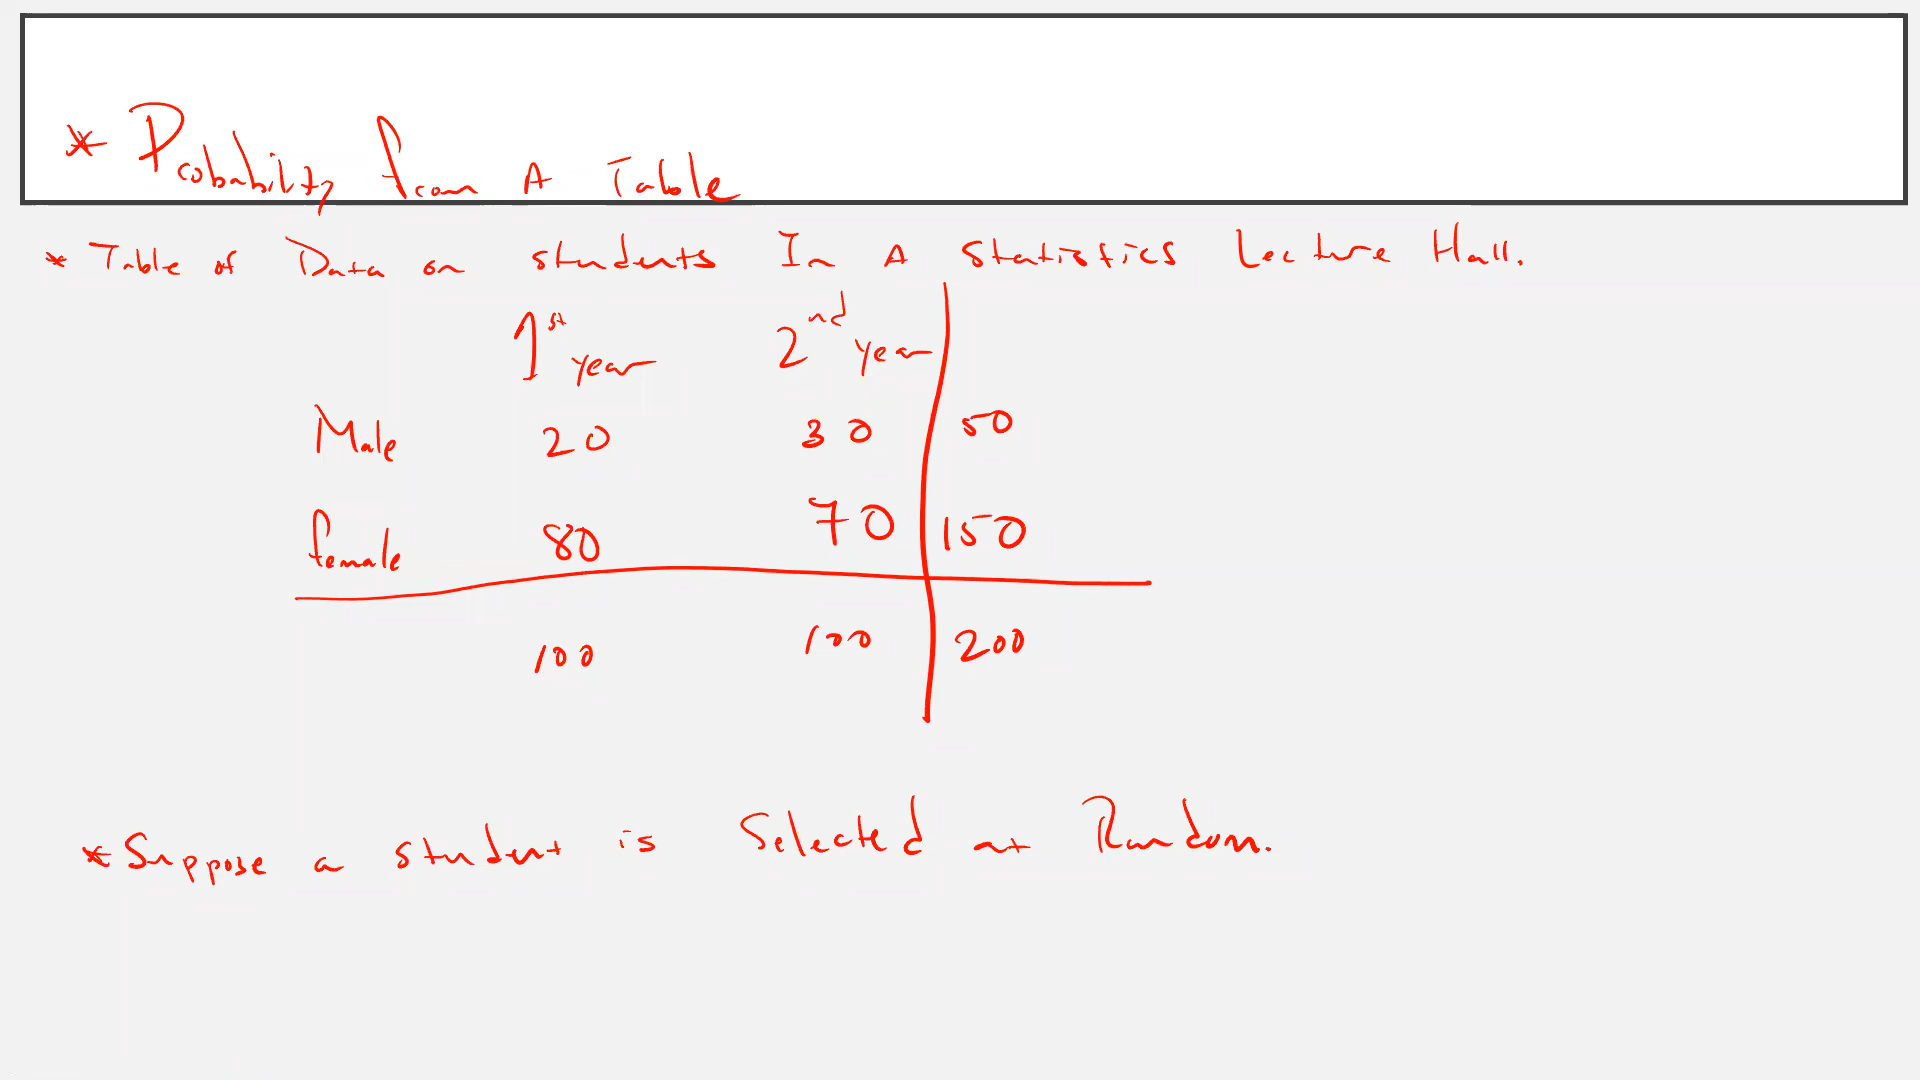 * Probability from A Table
* Table of Data on students In A Statistics Lecture Hall.
1st year 2nd year
Male 20 30 50
female 80 70 150
100 100 200
* Suppose a student is Selected at Random.